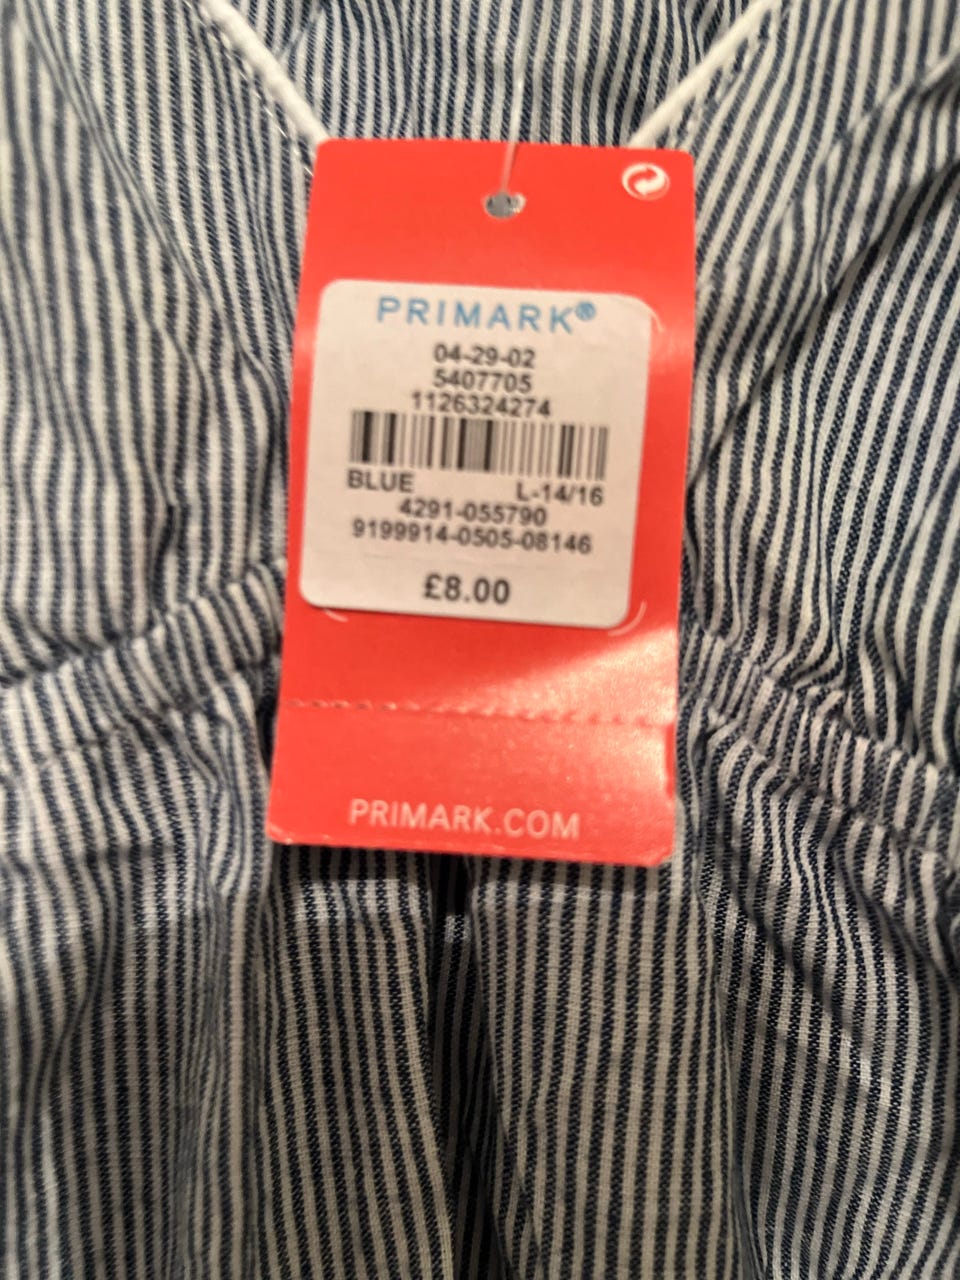 PRIMARK®
04-29-02
5407705
1126324274
BLUE L-14/16
4291-055790
9199914-0505-08146
£8.00
PRIMARK.COM